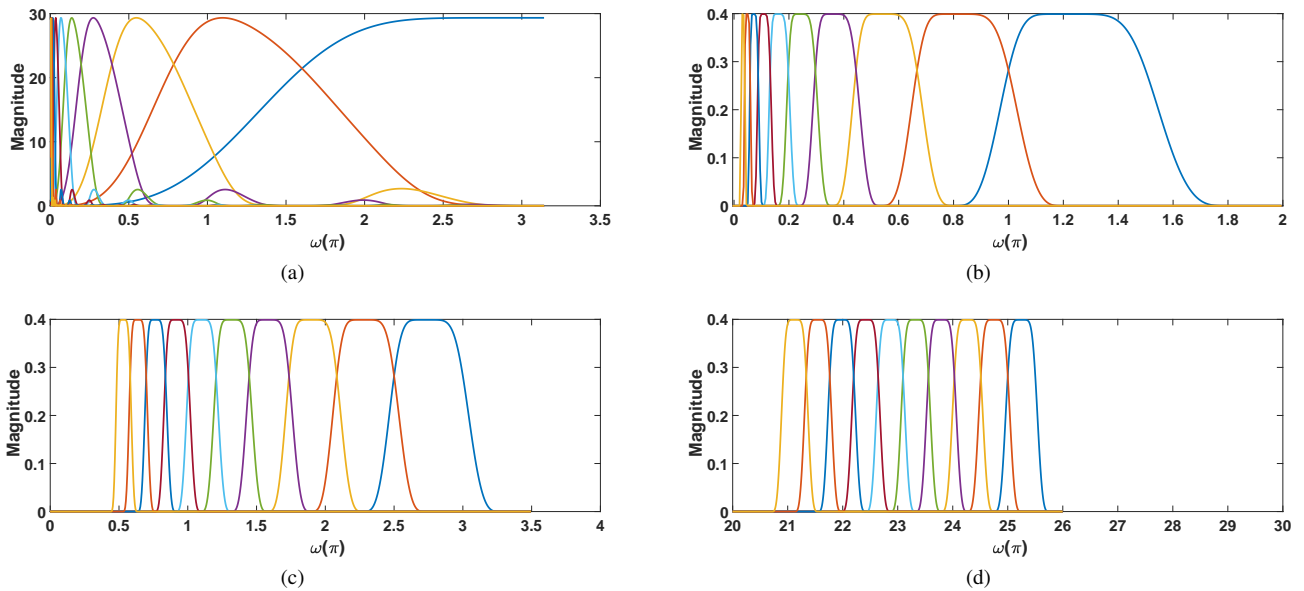 30
20
10
0
Magnitude
0 0.5 1 1.5 2 2.5 3 3.5
ω(π)
(a)
0.4
0.3
0.2
0.1
0
Magnitude
0 0.2 0.4 0.6 0.8 1 1.2 1.4 1.6 1.8 2
ω(π)
(b)
0.4
0.3
0.2
0.1
0
Magnitude
0 0.5 1 1.5 2 2.5 3 3.5 4
ω(π)
(c)
0.4
0.3
0.2
0.1
0
Magnitude
20 21 22 23 24 25 26 27 28 29 30
ω(π)
(d)